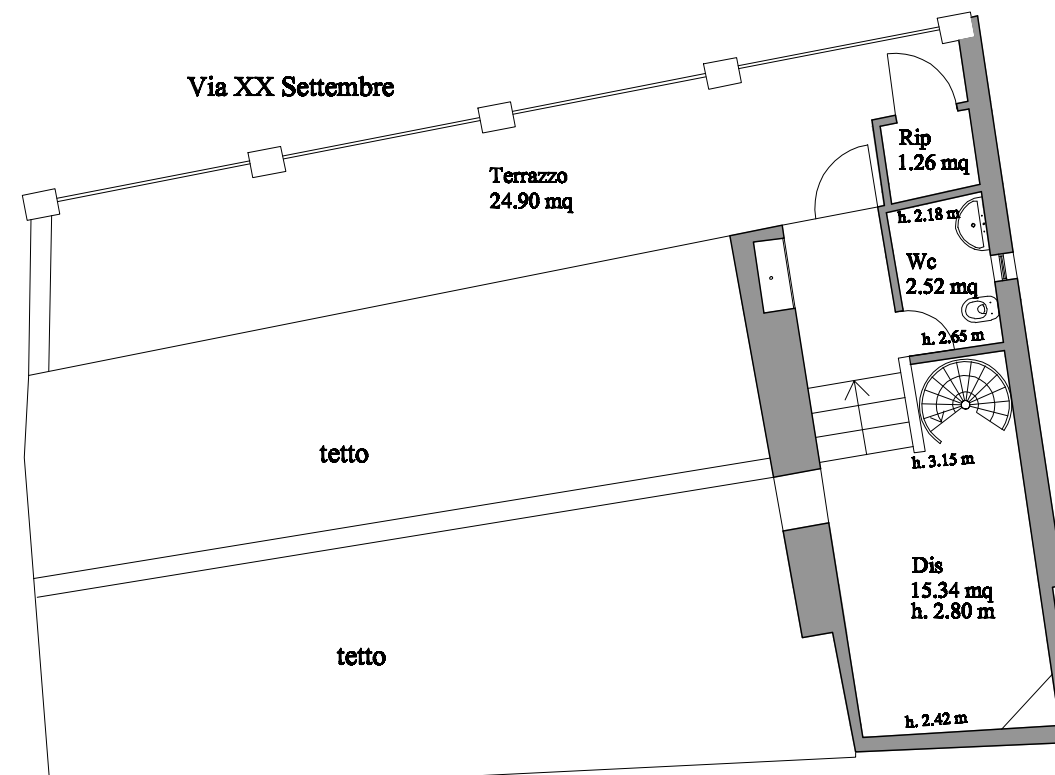 Via XX Settembre
Rip
1.26 mq
Terrazzo
24.90 mq
h. 2.18 m
Wc
2.52 mq
h. 2.65 m
tetto
h. 3.15 m
Dis
15.34 mq
h. 2.80 m
tetto
h. 2.42 m